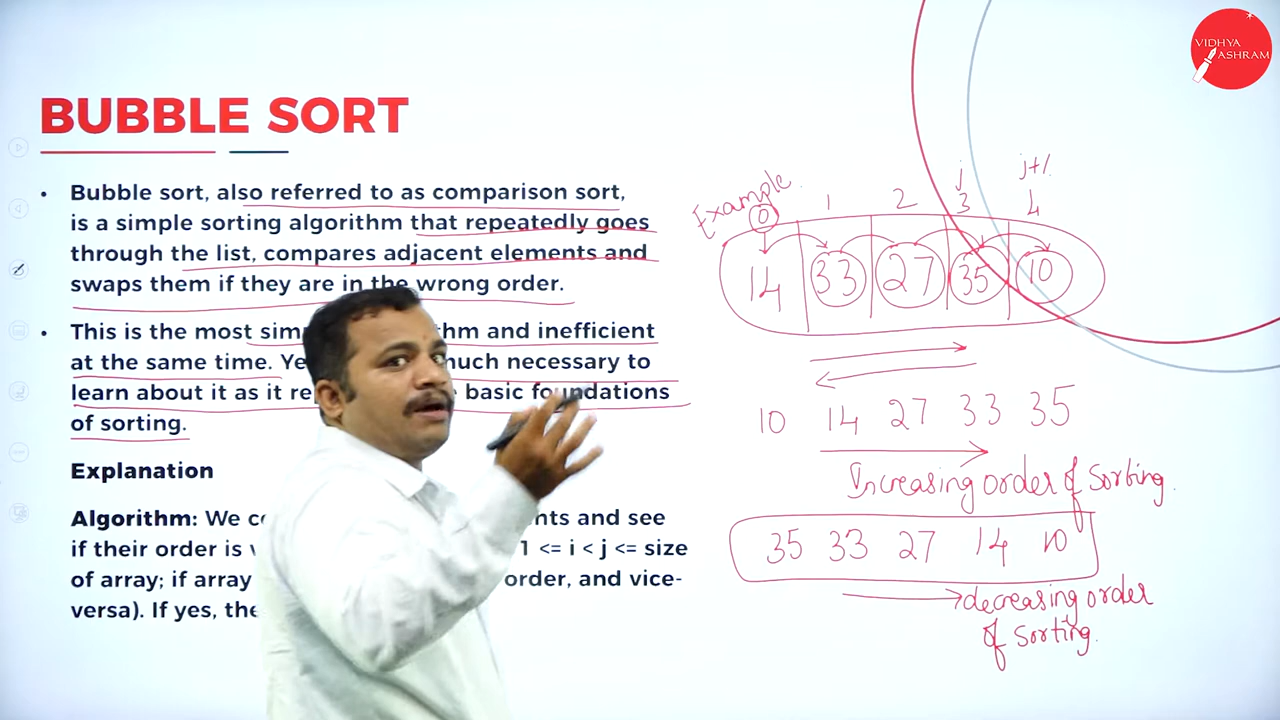 VIDHYA
ASHRAM
BUBBLE SORT
• Bubble sort, also referred to as comparison sort,
is a simple sorting algorithm that repeatedly goes
through the list, compares adjacent elements and
swaps them if they are in the wrong order.
• This is the most sim thm and inefficient
at the same time. Ye much necessary to
learn about it as it re basic foundations
of sorting.
Explanation
Algorithm: We co nts and see
if their order is 1 <= i < j <= size
of array; if array order, and vice-
versa). If yes, the
Example
j j+1
0 1 2 3 4
14 33 27 35 10
10 14 27 33 35
Increasing order of Sorting.
35 33 27 14 10
decreasing order
of Sorting.